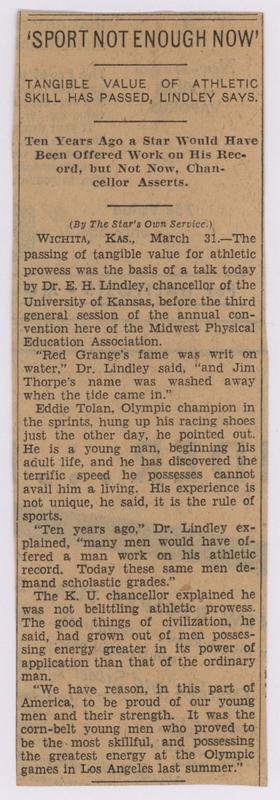 'SPORT NOT ENOUGH NOW'
TANGIBLE VALUE OF ATHLETIC
SKILL HAS PASSED, LINDLEY SAYS.
Ten Years Ago a Star Would Have
Been Offered Work on His Rec-
ord, but Not Now, Chan-
cellor Asserts.
(By The Star's Own Service.)
WICHITA, KAS., March 31.—The
passing of tangible value for athletic
prowess was the basis of a talk today
by Dr. E. H. Lindley, chancellor of the
University of Kansas, before the third
general session of the annual con-
vention here of the Midwest Physical
Education Association.
"Red Grange's fame was writ on
water," Dr. Lindley said, "and Jim
Thorpe's name was washed away
when the tide came in."
Eddie Tolan, Olympic champion in
the sprints, hung up his racing shoes
just the other day, he pointed out.
He is a young man, beginning his
adult life, and he has discovered the
terrific speed he possesses cannot
avail him a living. His experience is
not unique, he said, it is the rule of
sports.
"Ten years ago," Dr. Lindley ex-
plained, "many men would have of-
fered a man work on his athletic
record. Today these same men de-
mand scholastic grades."
The K. U. chancellor explained he
was not belittling athletic prowess.
The good things of civilization, he
said, had grown out of men posses-
sing energy greater in its power of
application than that of the ordinary
man.
"We have reason, in this part of
America, to be proud of our young
men and their strength. It was the
corn-belt young men who proved to
be the most skillful, and possessing
the greatest energy at the Olympic
games in Los Angeles last summer."